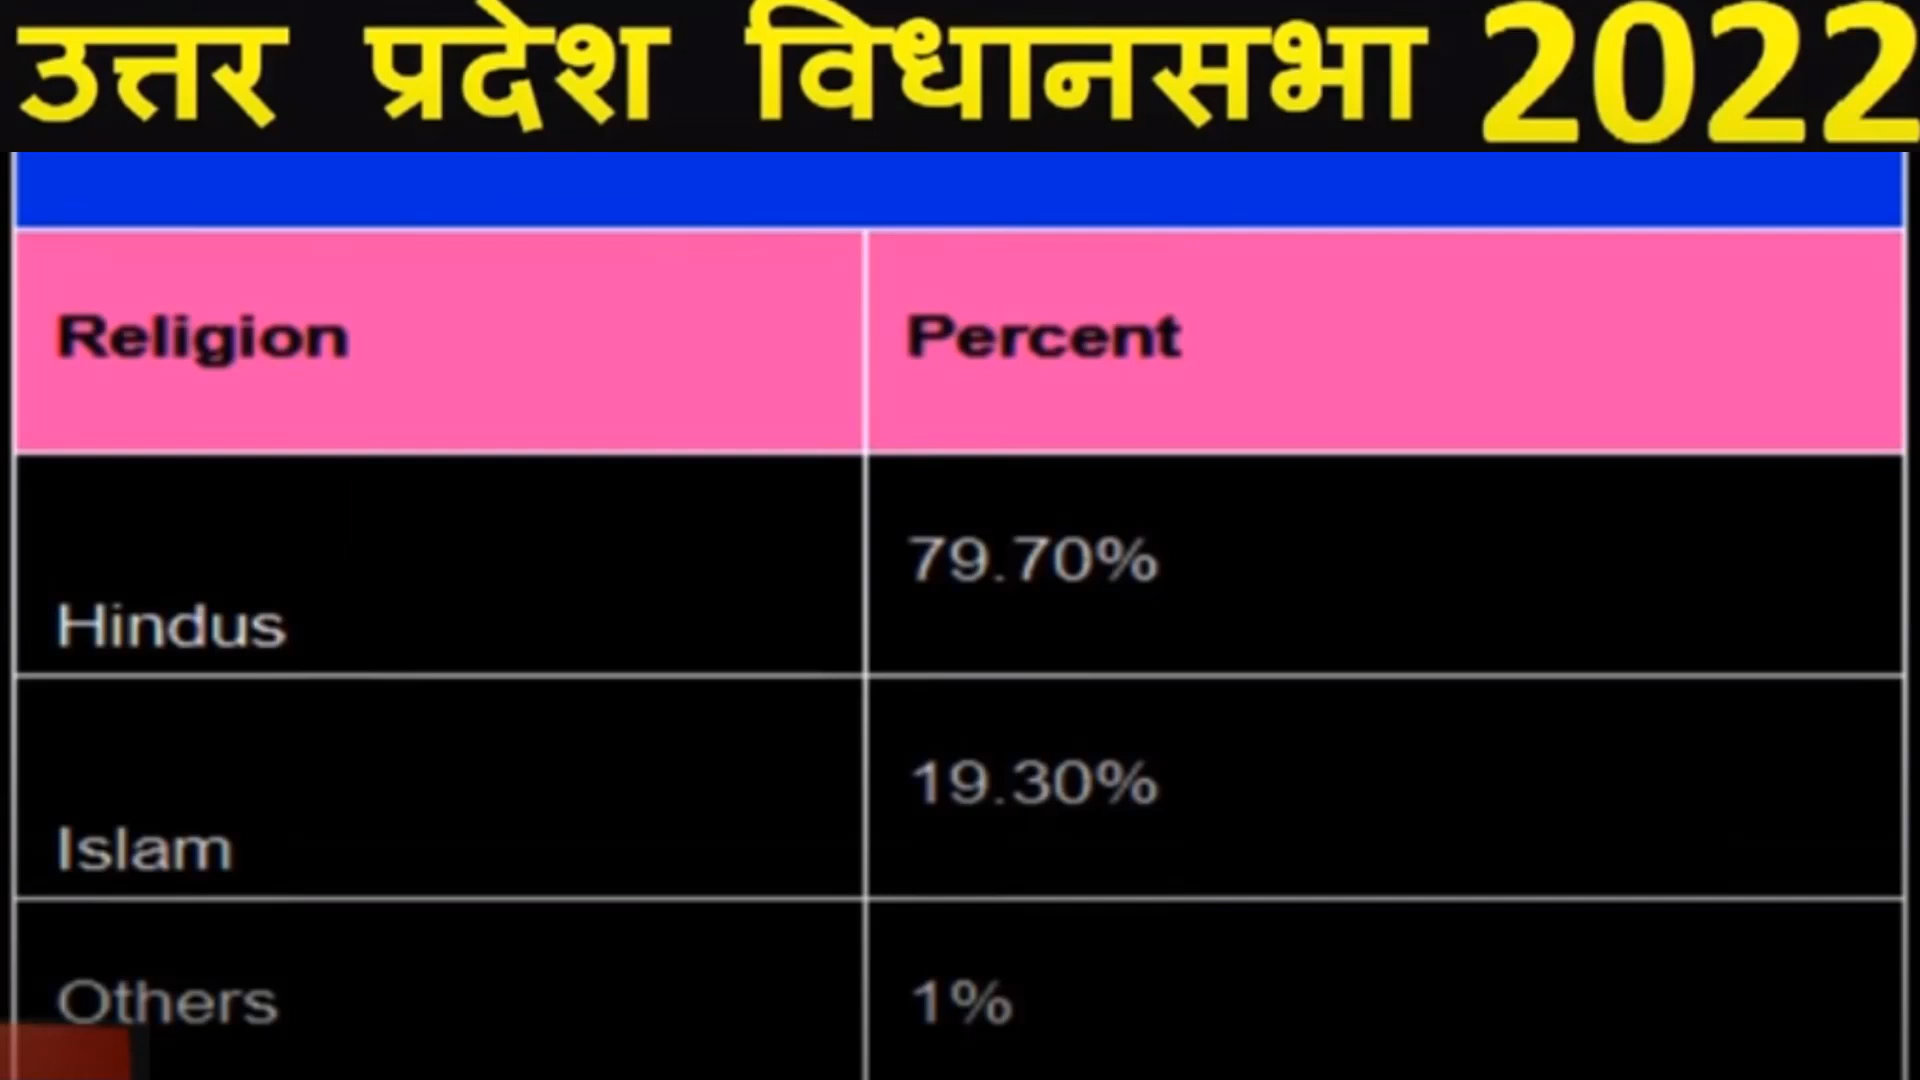 उत्तर प्रदेश विधानसभा 2022
Religion Percent
Hindus 79.70%
Islam 19.30%
Others 1%